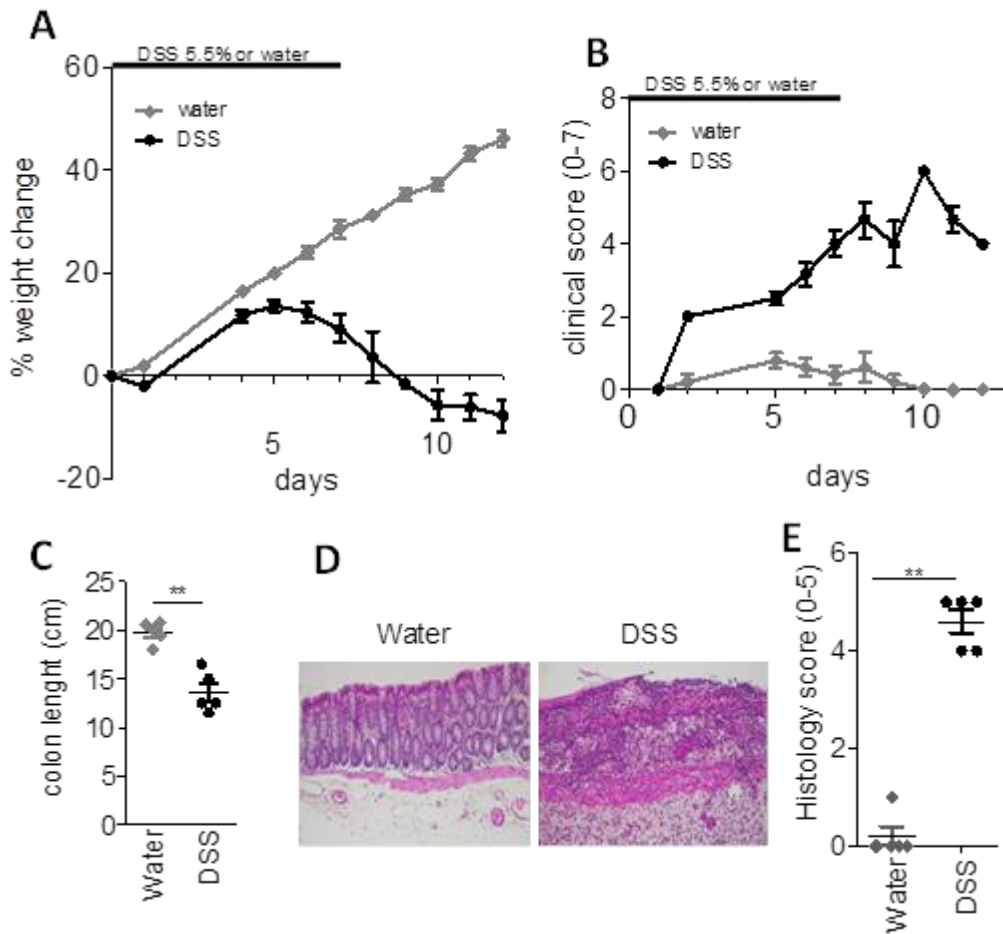 A
DSS 5.5% or water
60
40
20
0
-20
% weight change
water
DSS
5
10
days
B
DSS 5.5% or water
8
6
4
2
0
clinical score (0-7)
water
DSS
0
5
10
days
C
25
20
15
10
5
0
colon lenght (cm)
**
Water
DSS
D
Water
DSS
E
6
4
2
0
Histology score (0-5)
**
Water
DSS